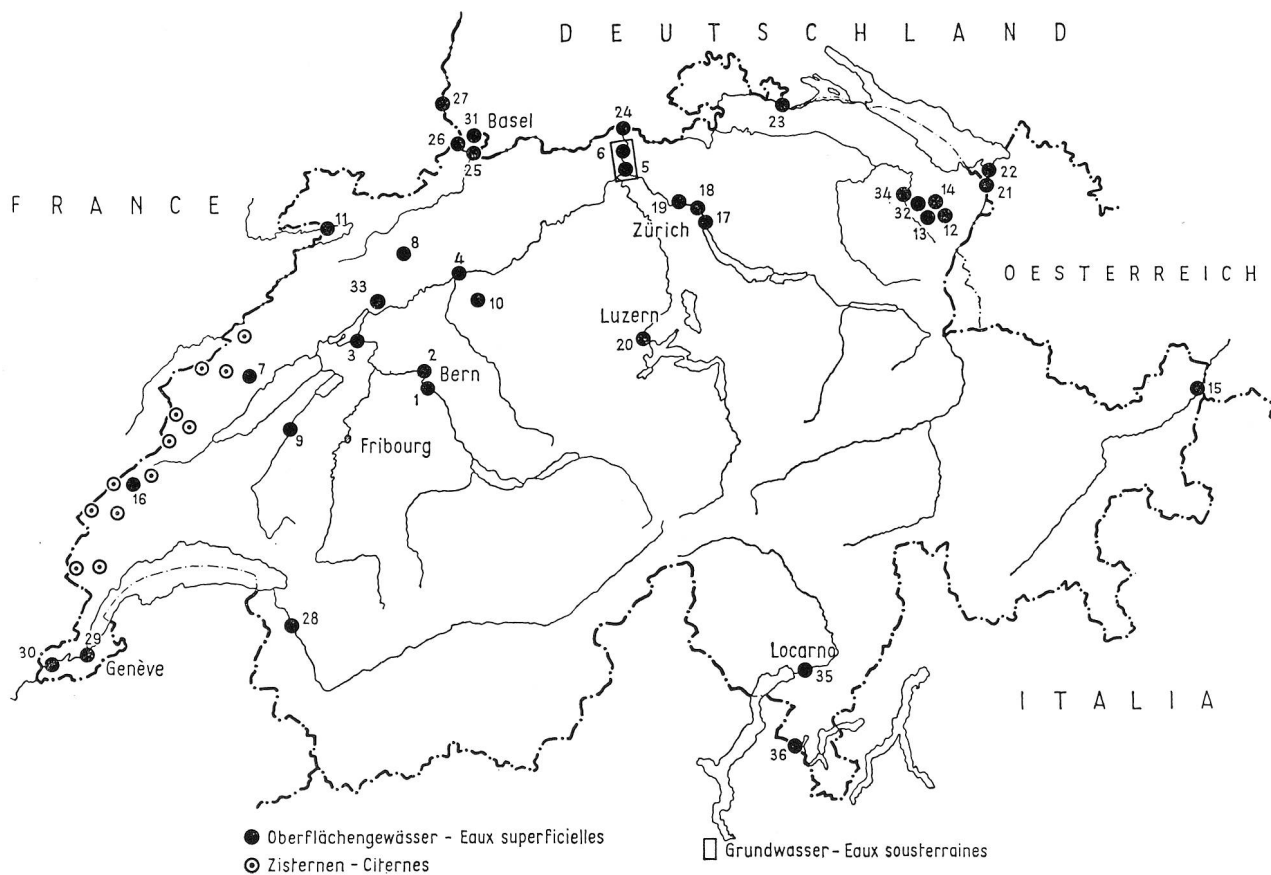 D E U T S C H L A N D
27
31 Basel
26
25
24
6
5
23
22
21
F R A N C E
11
8
4
33
10
3
2
Bern
1
7
9
Fribourg
16
19
18
17
Zürich
Luzern
20
34
14
32
13
12
O E S T E R R E I C H
15
28
29
30
Genève
Locarno
35
36
I T A L I A
Oberflächengewässer - Eaux superficielles
Zisternen - Citernes
Grundwasser - Eaux sousterraines